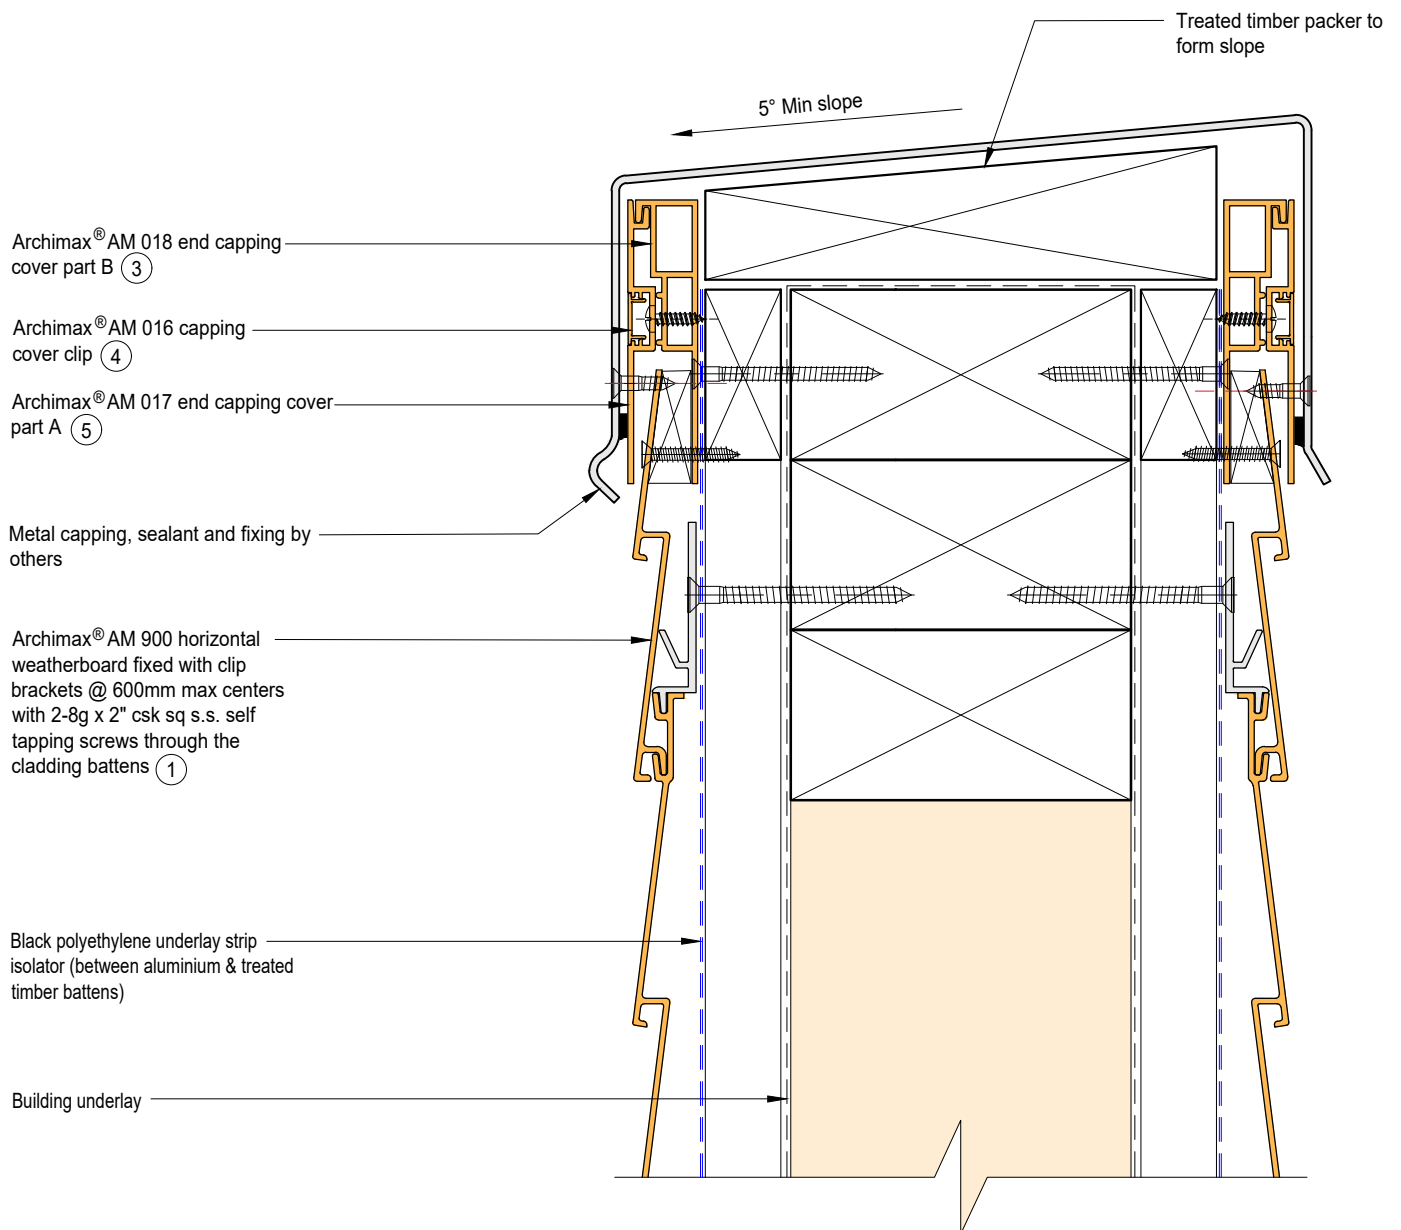 Treated timber packer to
form slope
5° Min slope
Archimax® AM 018 end capping
cover part B 3
Archimax® AM 016 capping
cover clip 4
Archimax® AM 017 end capping cover
part A 5
Metal capping, sealant and fixing by
others
Archimax® AM 900 horizontal
weatherboard fixed with clip
brackets @ 600mm max centers
with 2-8g x 2" csk sq s.s. self
tapping screws through the
cladding battens 1
Black polyethylene underlay strip
isolator (between aluminium & treated
timber battens)
Building underlay